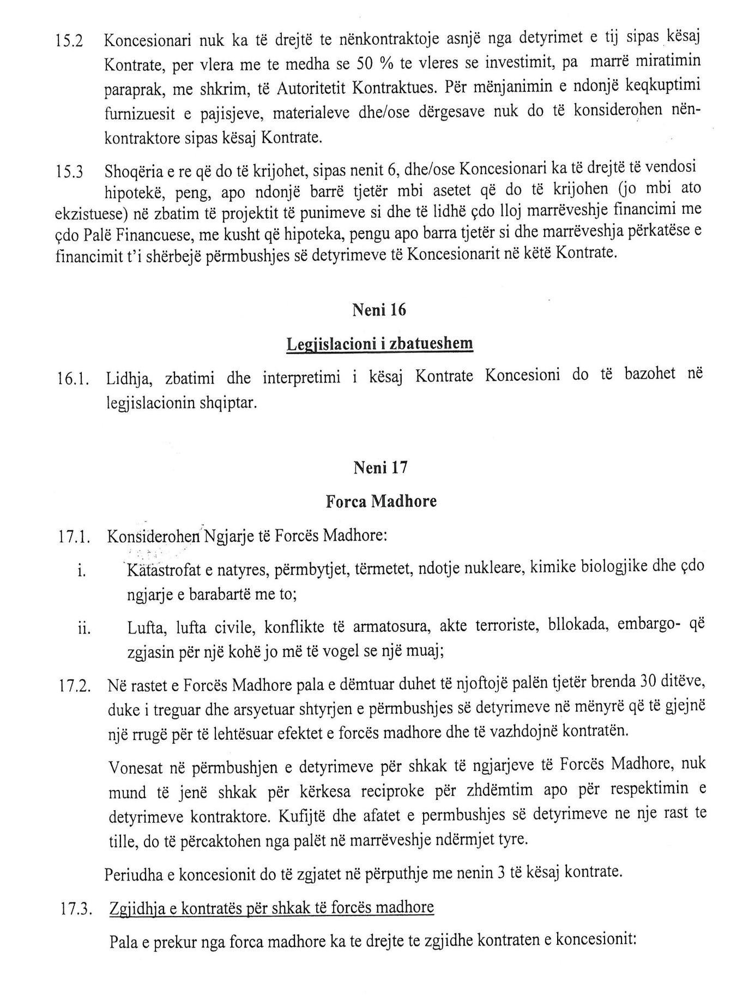 15.2 Koncesionari nuk ka të drejtë te nënkontraktoje asnjë nga detyrimet e tij sipas kësaj
Kontrate, per vlera me te medha se 50 % te vleres se investimit, pa marrë miratimin
paraprak, me shkrim, të Autoritetit Kontraktues. Për mënjanimin e ndonjë keqkuptimi
furnizuesit e pajisjeve, materialeve dhe/ose dërgesave nuk do të konsiderohen nën-
kontraktore sipas kësaj Kontrate.
15.3 Shoqëria e re që do të krijohet, sipas nenit 6, dhe/ose Koncesionari ka të drejtë të vendosi
hipotekë, peng, apo ndonjë barrë tjetër mbi asetet që do të krijohen (jo mbi ato
ekzistuese) në zbatim të projektit të punimeve si dhe të lidhë çdo lloj marrëveshje financimi me
çdo Palë Financuese, me kusht që hipoteka, pengu apo barra tjetër si dhe marrëveshja përkatëse e
financimit t'i shërbejë përmbushjes së detyrimeve të Koncesionarit në këtë Kontrate.
Neni 16
Legjislacioni i zbatueshem
16.1. Lidhja, zbatimi dhe interpretimi i kësaj Kontrate Koncesioni do të bazohet në
legjislacionin shqiptar.
Neni 17
Forca Madhore
17.1. Konsiderohen Ngjarje të Forcës Madhore:
i. Katastrofat e natyres, përmbytjet, tërmetet, ndotje nukleare, kimike biologjike dhe çdo
ngjarje e barabartë me to;
ii. Lufta, lufta civile, konflikte të armatosura, akte terroriste, bllokada, embargo- që
zgjasin për një kohë jo më të vogel se një muaj;
17.2. Në rastet e Forcës Madhore pala e dëmtuar duhet të njoftojë palën tjetër brenda 30 ditëve,
duke i treguar dhe arsyetuar shtyrjen e përmbushjes së detyrimeve në mënyrë që të gjejnë
një rrugë për të lehtësuar efektet e forcës madhore dhe të vazhdojnë kontratën.
Vonesat në përmbushjen e detyrimeve për shkak të ngjarjeve të Forcës Madhore, nuk
mund të jenë shkak për kërkesa reciproke për zhdëmtim apo për respektimin e
detyrimeve kontraktore. Kufijtë dhe afatet e permbushjes së detyrimeve ne nje rast te
tille, do të përcaktohen nga palët në marrëveshje ndërmjet tyre.
Periudha e koncesionit do të zgjatet në përputhje me nenin 3 të kësaj kontrate.
17.3. Zgjidhja e kontratës për shkak të forcës madhore
Pala e prekur nga forca madhore ka te drejte te zgjidhe kontraten e koncesionit: